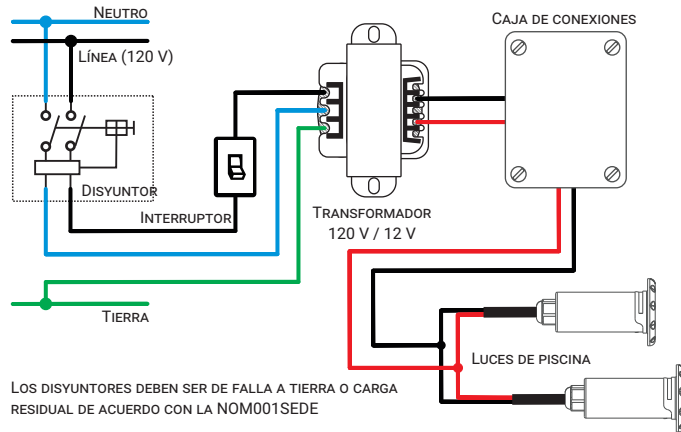 Neutro
Caja de conexiones
Línea (120 V)
Disyuntor
Interruptor
Transformador
120 V / 12 V
Tierra
Luces de piscina
Los disyuntores deben ser de falla a tierra o carga
residual de acuerdo con la NOM001SEDE